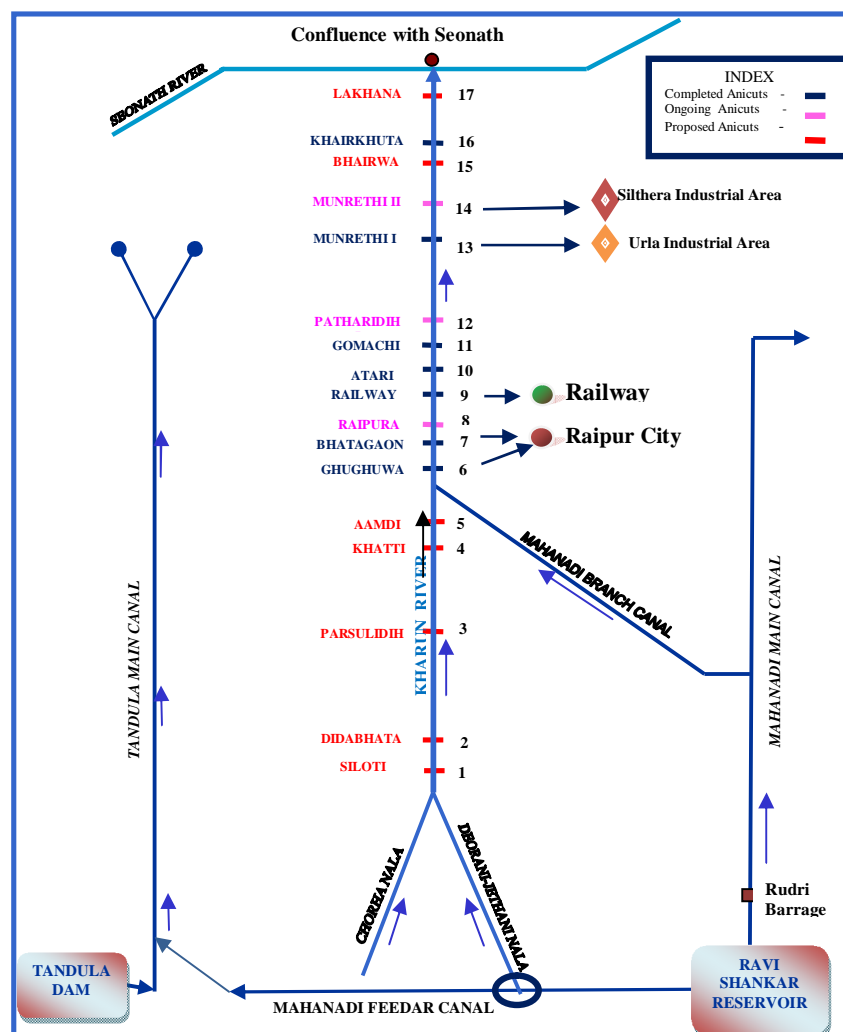 Confluence with Seonath
INDEX
Completed Anicuts -
Ongoing Anicuts -
Proposed Anicuts -
SEONATH RIVER
LAKHANA 17
KHAIRKHUTA 16
BHAIRWA 15
MUNRETHI II 14
Silthera Industrial Area
MUNRETHI I 13
Urla Industrial Area
PATHARIDIH 12
GOMACHI 11
ATARI 10
RAILWAY 9
Railway
RAIPURA 8
BHATAGAON 7
Raipur City
GHUGHUWA 6
AAMDI 5
KHATTI 4
MAHANADI BRANCH CANAL
KHARUN RIVER
PARSULIDIH 3
TANDULA MAIN CANAL
MAHANADI MAIN CANAL
DIDABHATA 2
SILOTI 1
CHORHA NALA
DEORANI-JETHANI NALA
Rudri
Barrage
TANDULA
DAM
MAHANADI FEEDAR CANAL
RAVI
SHANKAR
RESERVOIR